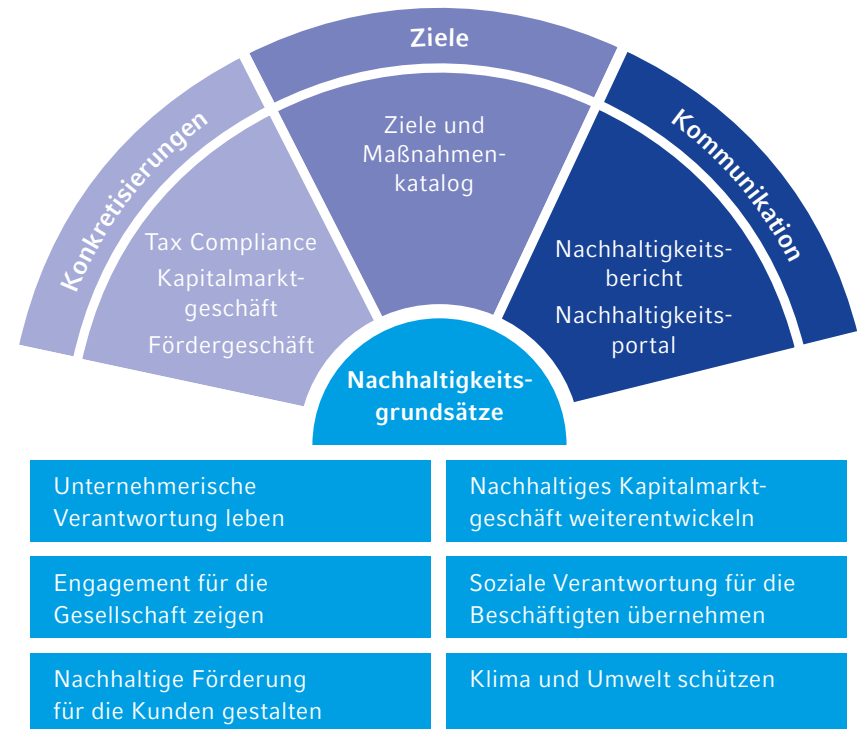 Ziele
Konkretisierungen
Kommunikation
Ziele und
Maßnahmen-
katalog
Tax Compliance
Kapitalmarkt-
geschäft
Fördergeschäft
Nachhaltigkeits-
bericht
Nachhaltigkeits-
portal
Nachhaltigkeits-
grundsätze
Unternehmerische
Verantwortung leben
Nachhaltiges Kapitalmarkt-
geschäft weiterentwickeln
Engagement für die
Gesellschaft zeigen
Soziale Verantwortung für die
Beschäftigten übernehmen
Nachhaltige Förderung
für die Kunden gestalten
Klima und Umwelt schützen